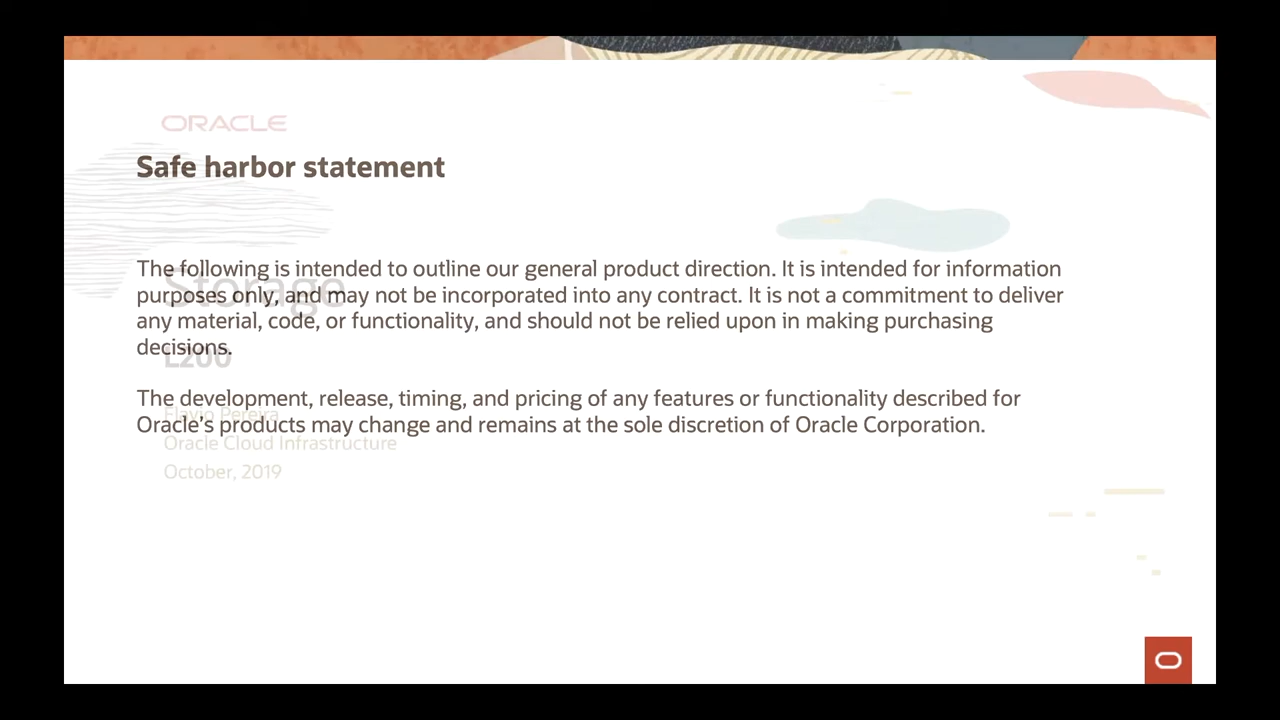 ORACLE
Safe harbor statement
The following is intended to outline our general product direction. It is intended for information
Storage
purposes only, and may not be incorporated into any contract. It is not a commitment to deliver
any material, code, or functionality, and should not be relied upon in making purchasing
decisions.
L200
The development, release, timing, and pricing of any features or functionality described for
Flavio Pereira
Oracle's products may change and remains at the sole discretion of Oracle Corporation.
Oracle Cloud Infrastructure
October, 2019